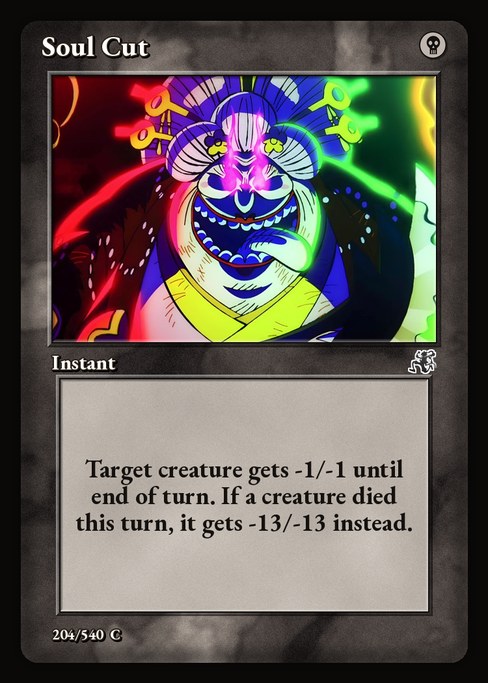 Soul Cut
Instant
Target creature gets -1/-1 until
end of turn. If a creature died
this turn, it gets -13/-13 instead.
204/540 C